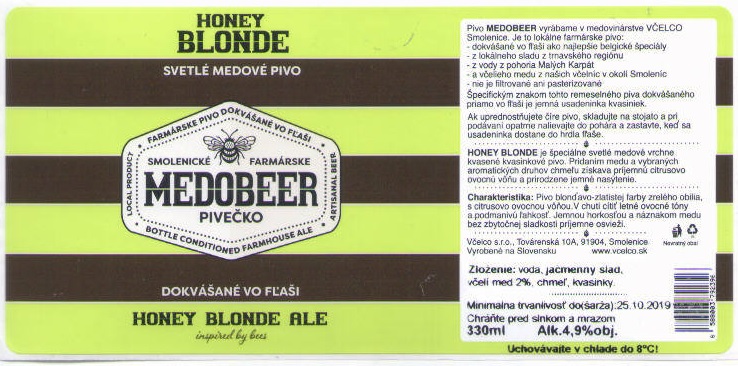 HONEY
BLONDE
SVETLÉ MEDOVÉ PIVO
FARMÁRSKE PIVO DOKVÁŠANÉ VO FĽAŠI
LOCAL PRODUCT
ARTISANAL BEER
SMOLENICKÉ FARMÁRSKE
MEDOBEER
PIVEČKO
BOTTLE CONDITIONED FARMHOUSE ALE
DOKVÁŠANÉ VO FĽAŠI
HONEY BLONDE ALE
inspired by bees
Pivo MEDOBEER vyrábame v medovinárstve VČELCO
Smolenice. Je to lokálne farmárske pivo:
- dokvášané vo fľaši ako najlepšie belgické špeciály
- z lokálneho sladu z trnavského regiónu
- z vody z pohoria Malých Karpát
- a včelieho medu z našich včelníc v okolí Smoleníc
- nie je filtrované ani pasterizované
Špecifickým znakom tohto remeselného piva dokvášaného
priamo vo fľaši je jemná usadeninka kvasiniek.
Ak uprednostňujete číre pivo, skladujte na stojato a pri
podávaní opatrne nalievajte do pohára a zastavte, keď sa
usadeninka dostane do hrdla fľaše.
HONEY BLONDE je špeciálne svetlé medové vrchne
kvasené kvasinkové pivo. Pridaním medu a vybraných
aromatických druhov chmeľu získava príjemnú citrusovo
ovocnú vôňu a prirodzene jemné nasýtenie.
Charakteristika: Pivo blonďavo-zlatistej farby zrelého obilia,
s citrusovo ovocnou vôňou. V chuti cítiť letné ovocné tóny
a podmanivú ľahkosť. Jemnou horkosťou a náznakom medu
bez zbytočnej sladkosti príjemne osvieži.
Včelco s.r.o., Továrenská 10A, 91904, Smolenice
Vyrobené na Slovensku www.vcelco.sk
Nevratný obal
Zloženie: voda, jačmenný slad,
včelí med 2%, chmeľ, kvasinky.
Minimálna trvanlivosť do(šarža):25.10.2019
Chráňte pred slnkom a mrazom
330ml Alk.4,9%obj.
Uchovávajte v chlade do 8°C!